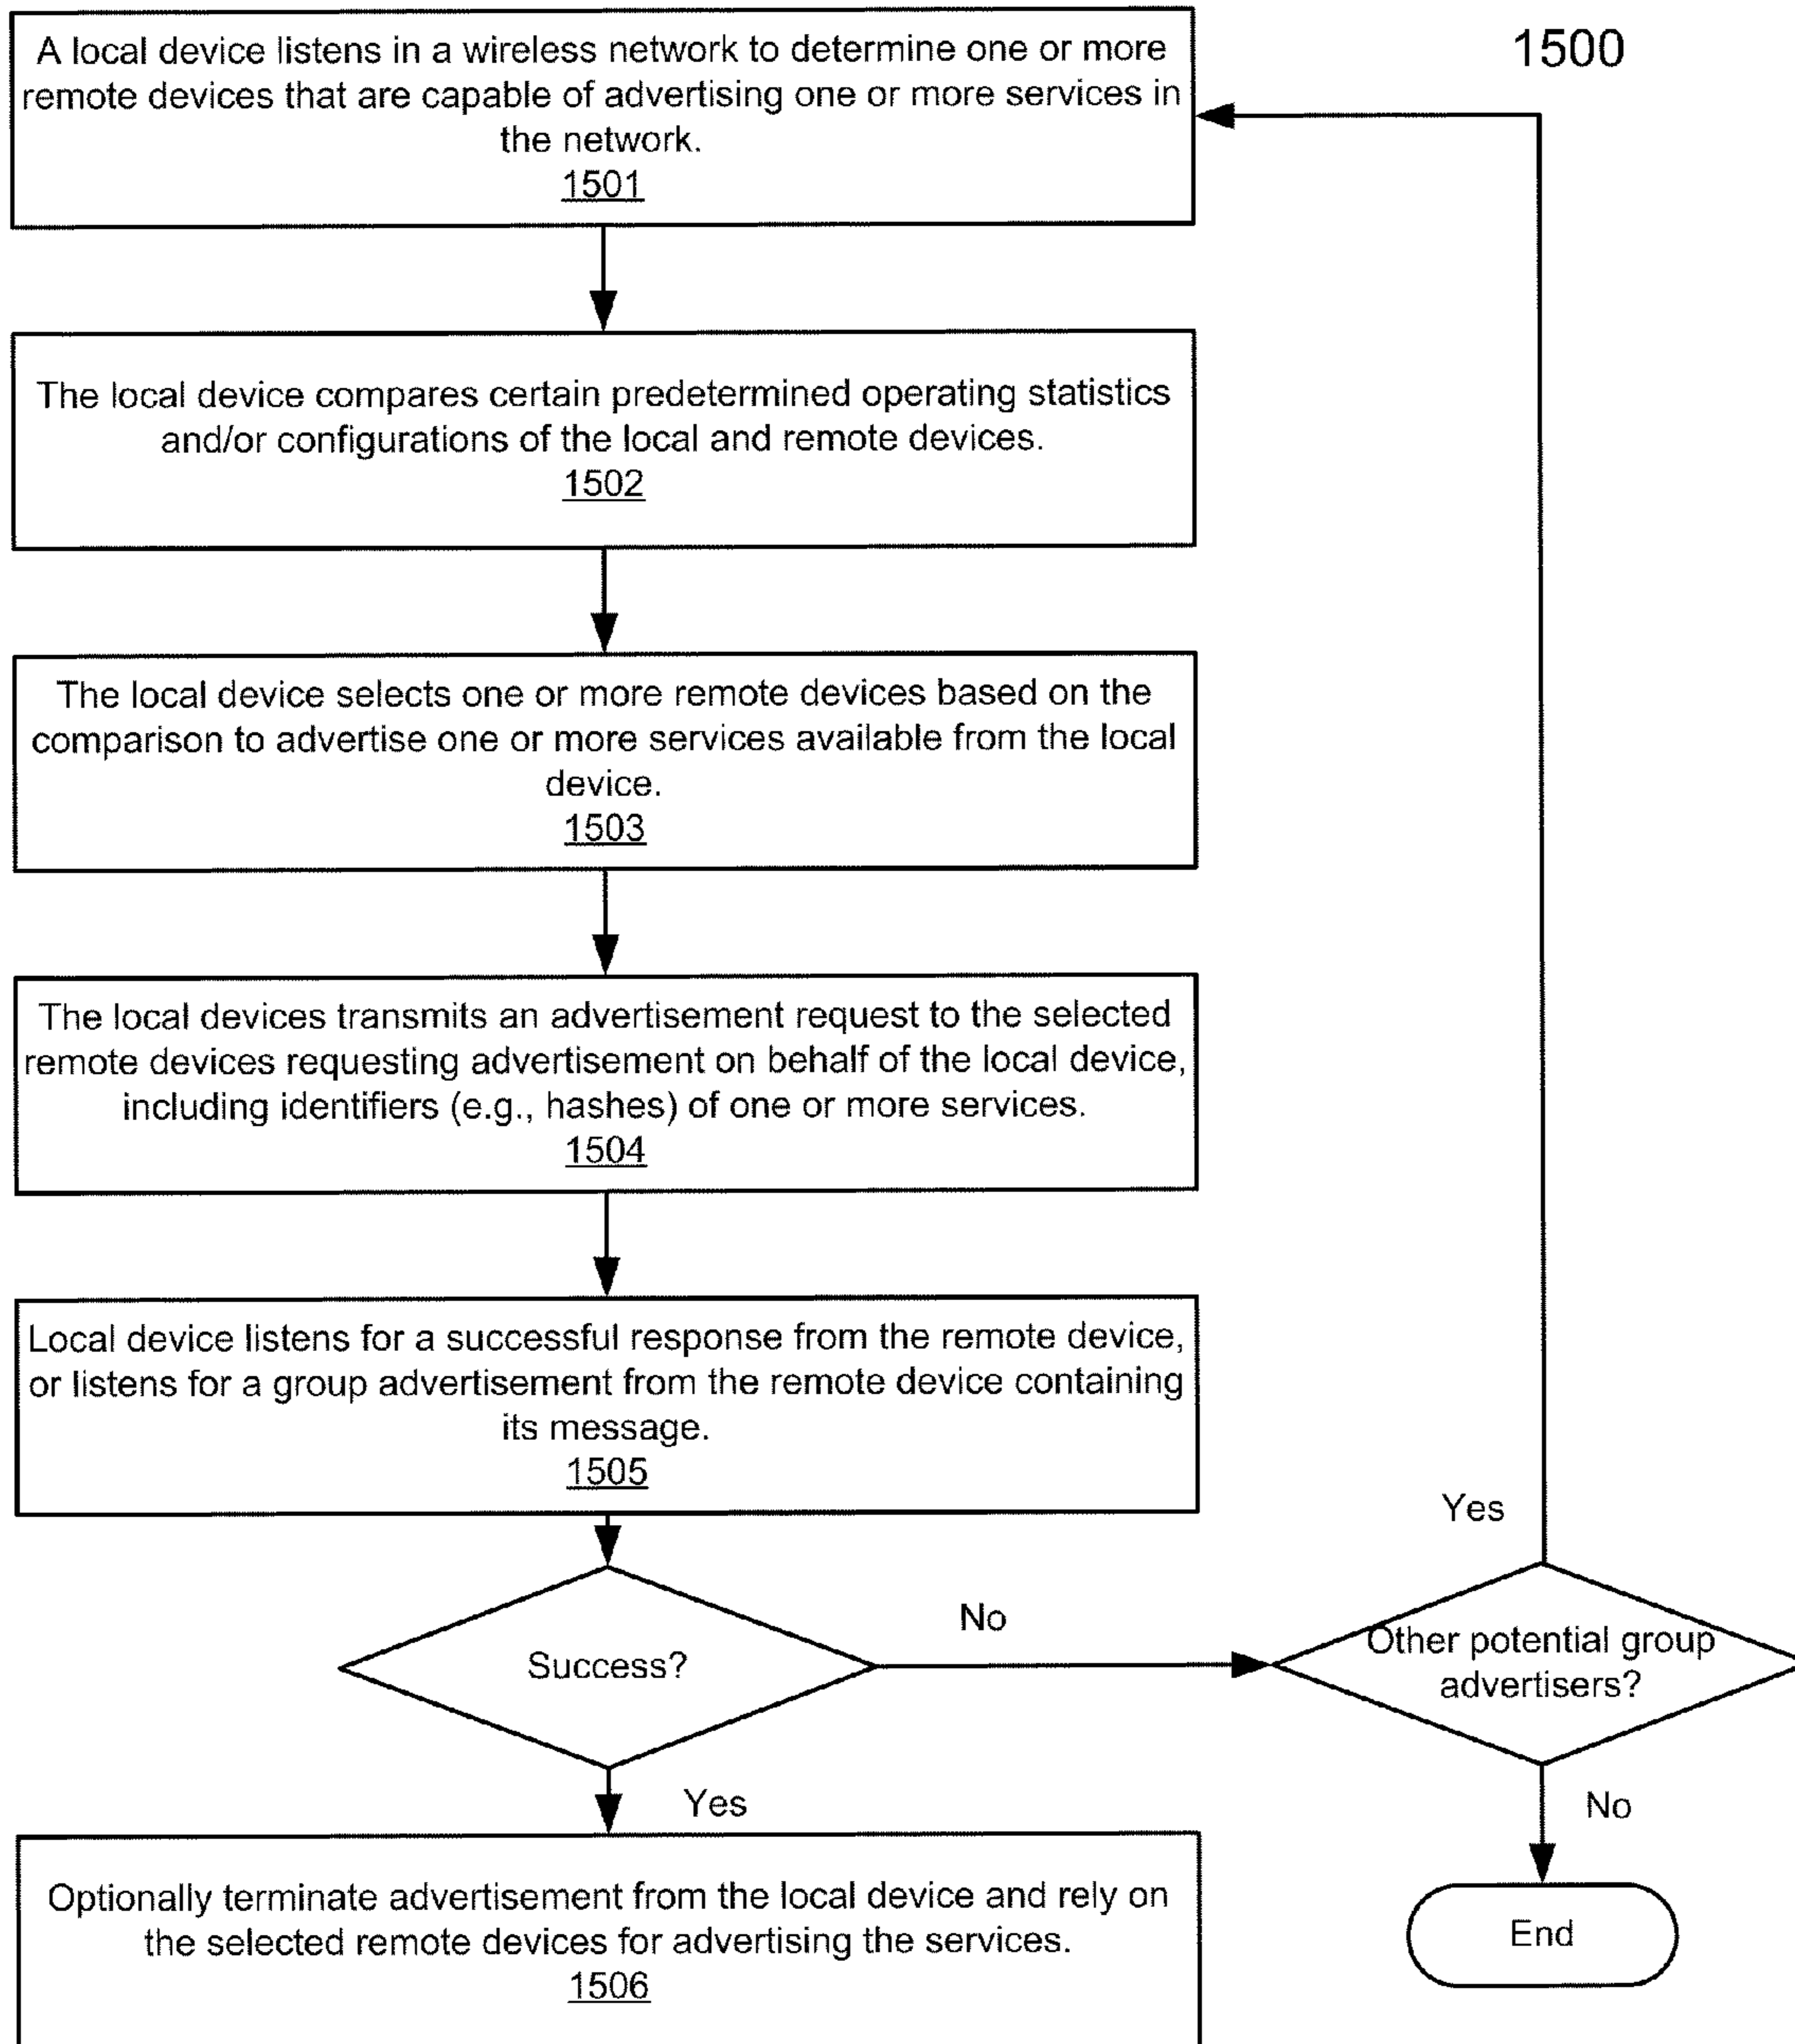 1500
A local device listens in a wireless network to determine one or more
remote devices that are capable of advertising one or more services in
the network.
1501
The local device compares certain predetermined operating statistics
and/or configurations of the local and remote devices.
1502
The local device selects one or more remote devices based on the
comparison to advertise one or more services available from the local
device.
1503
The local devices transmits an advertisement request to the selected
remote devices requesting advertisement on behalf of the local device,
including identifiers (e.g., hashes) of one or more services.
1504
Local device listens for a successful response from the remote device,
or listens for a group advertisement from the remote device containing
its message.
1505
Yes
Success?
No
Other potential group
advertisers?
Yes
No
Optionally terminate advertisement from the local device and rely on
the selected remote devices for advertising the services.
1506
End